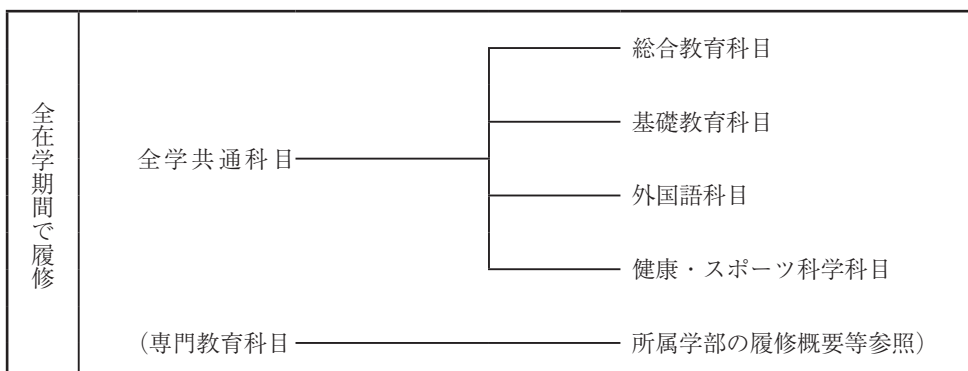 全在学期間で履修
総合教育科目
基礎教育科目
全学共通科目
外国語科目
健康・スポーツ科学科目
(専門教育科目
所属学部の履修概要等参照)